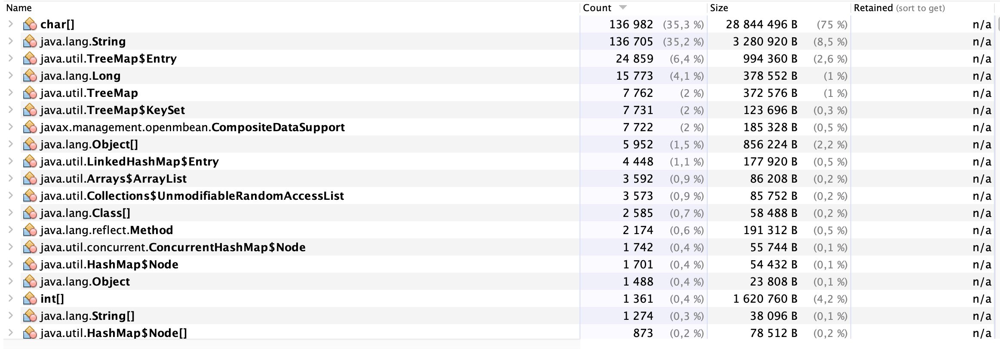 Name Count Size Retained (sort to get)
char[] 136 982 (35,3 %) 28 844 496 B (75 %) n/a
java.lang.String 136 705 (35,2 %) 3 280 920 B (8,5 %) n/a
java.util.TreeMap$Entry 24 859 (6,4 %) 994 360 B (2,6 %) n/a
java.lang.Long 15 773 (4,1 %) 378 552 B (1 %) n/a
java.util.TreeMap 7 762 (2 %) 372 576 B (1 %) n/a
java.util.TreeMap$KeySet 7 731 (2 %) 123 696 B (0,3 %) n/a
javax.management.openmbean.CompositeDataSupport 7 722 (2 %) 185 328 B (0,5 %) n/a
java.lang.Object[] 5 952 (1,5 %) 856 224 B (2,2 %) n/a
java.util.LinkedHashMap$Entry 4 448 (1,1 %) 177 920 B (0,5 %) n/a
java.util.Arrays$ArrayList 3 592 (0,9 %) 86 208 B (0,2 %) n/a
java.util.Collections$UnmodifiableRandomAccessList 3 573 (0,9 %) 85 752 B (0,2 %) n/a
java.lang.Class[] 2 585 (0,7 %) 58 488 B (0,2 %) n/a
java.lang.reflect.Method 2 174 (0,6 %) 191 312 B (0,5 %) n/a
java.util.concurrent.ConcurrentHashMap$Node 1 742 (0,4 %) 55 744 B (0,1 %) n/a
java.util.HashMap$Node 1 701 (0,4 %) 54 432 B (0,1 %) n/a
java.lang.Object 1 488 (0,4 %) 23 808 B (0,1 %) n/a
int[] 1 361 (0,4 %) 1 620 760 B (4,2 %) n/a
java.lang.String[] 1 274 (0,3 %) 38 096 B (0,1 %) n/a
java.util.HashMap$Node[] 873 (0,2 %) 78 512 B (0,2 %) n/a